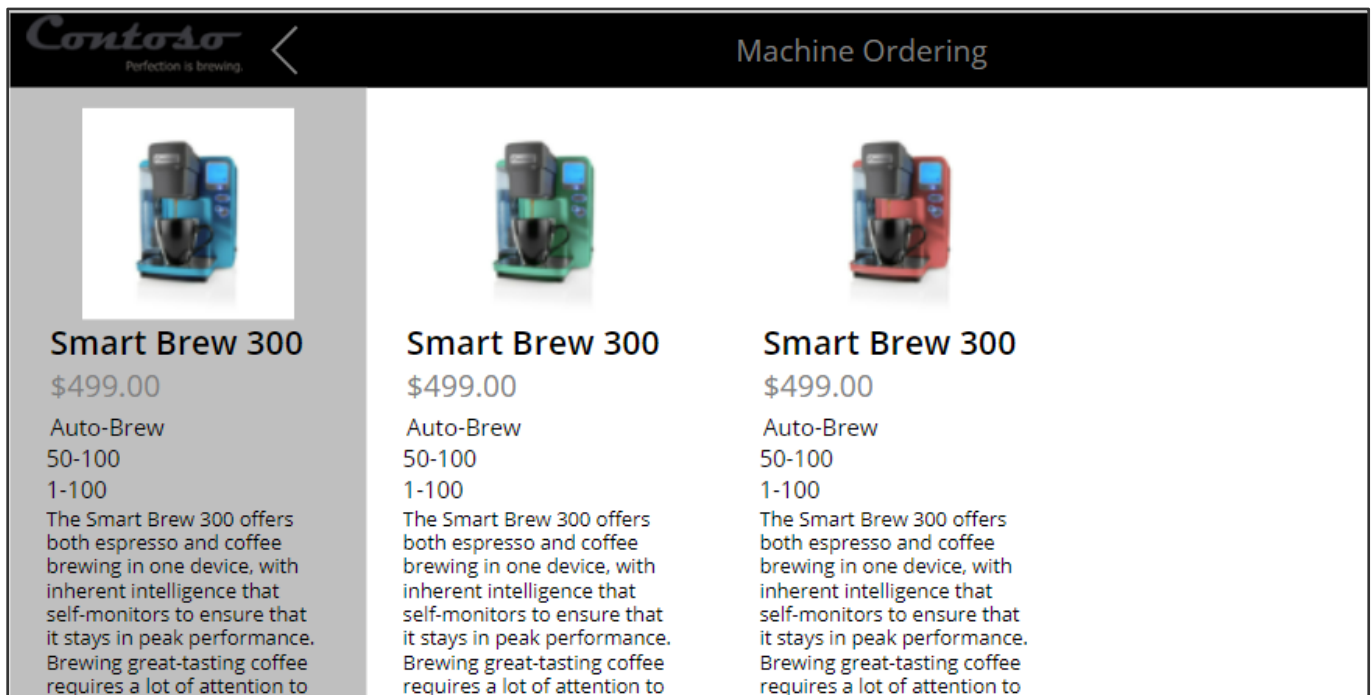 Contoso
Perfection is brewing.
Machine Ordering
Smart Brew 300
$499.00
Auto-Brew
50-100
1-100
The Smart Brew 300 offers
both espresso and coffee
brewing in one device, with
inherent intelligence that
self-monitors to ensure that
it stays in peak performance.
Brewing great-tasting coffee
requires a lot of attention to
Smart Brew 300
$499.00
Auto-Brew
50-100
1-100
The Smart Brew 300 offers
both espresso and coffee
brewing in one device, with
inherent intelligence that
self-monitors to ensure that
it stays in peak performance.
Brewing great-tasting coffee
requires a lot of attention to
Smart Brew 300
$499.00
Auto-Brew
50-100
1-100
The Smart Brew 300 offers
both espresso and coffee
brewing in one device, with
inherent intelligence that
self-monitors to ensure that
it stays in peak performance.
Brewing great-tasting coffee
requires a lot of attention to